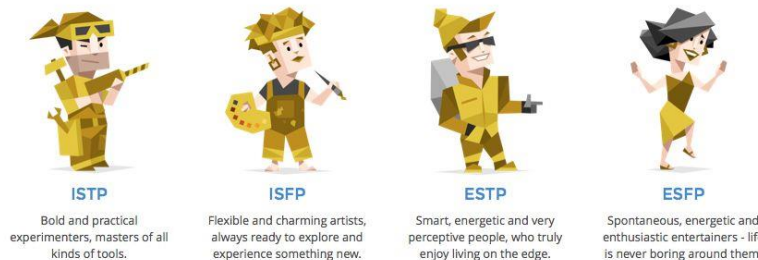 ISTP
Bold and practical
experimenters, masters of all
kinds of tools.
ISFP
Flexible and charming artists,
always ready to explore and
experience something new.
ESTP
Smart, energetic and very
perceptive people, who truly
enjoy living on the edge.
ESFP
Spontaneous, energetic and
enthusiastic entertainers - life
is never boring around them